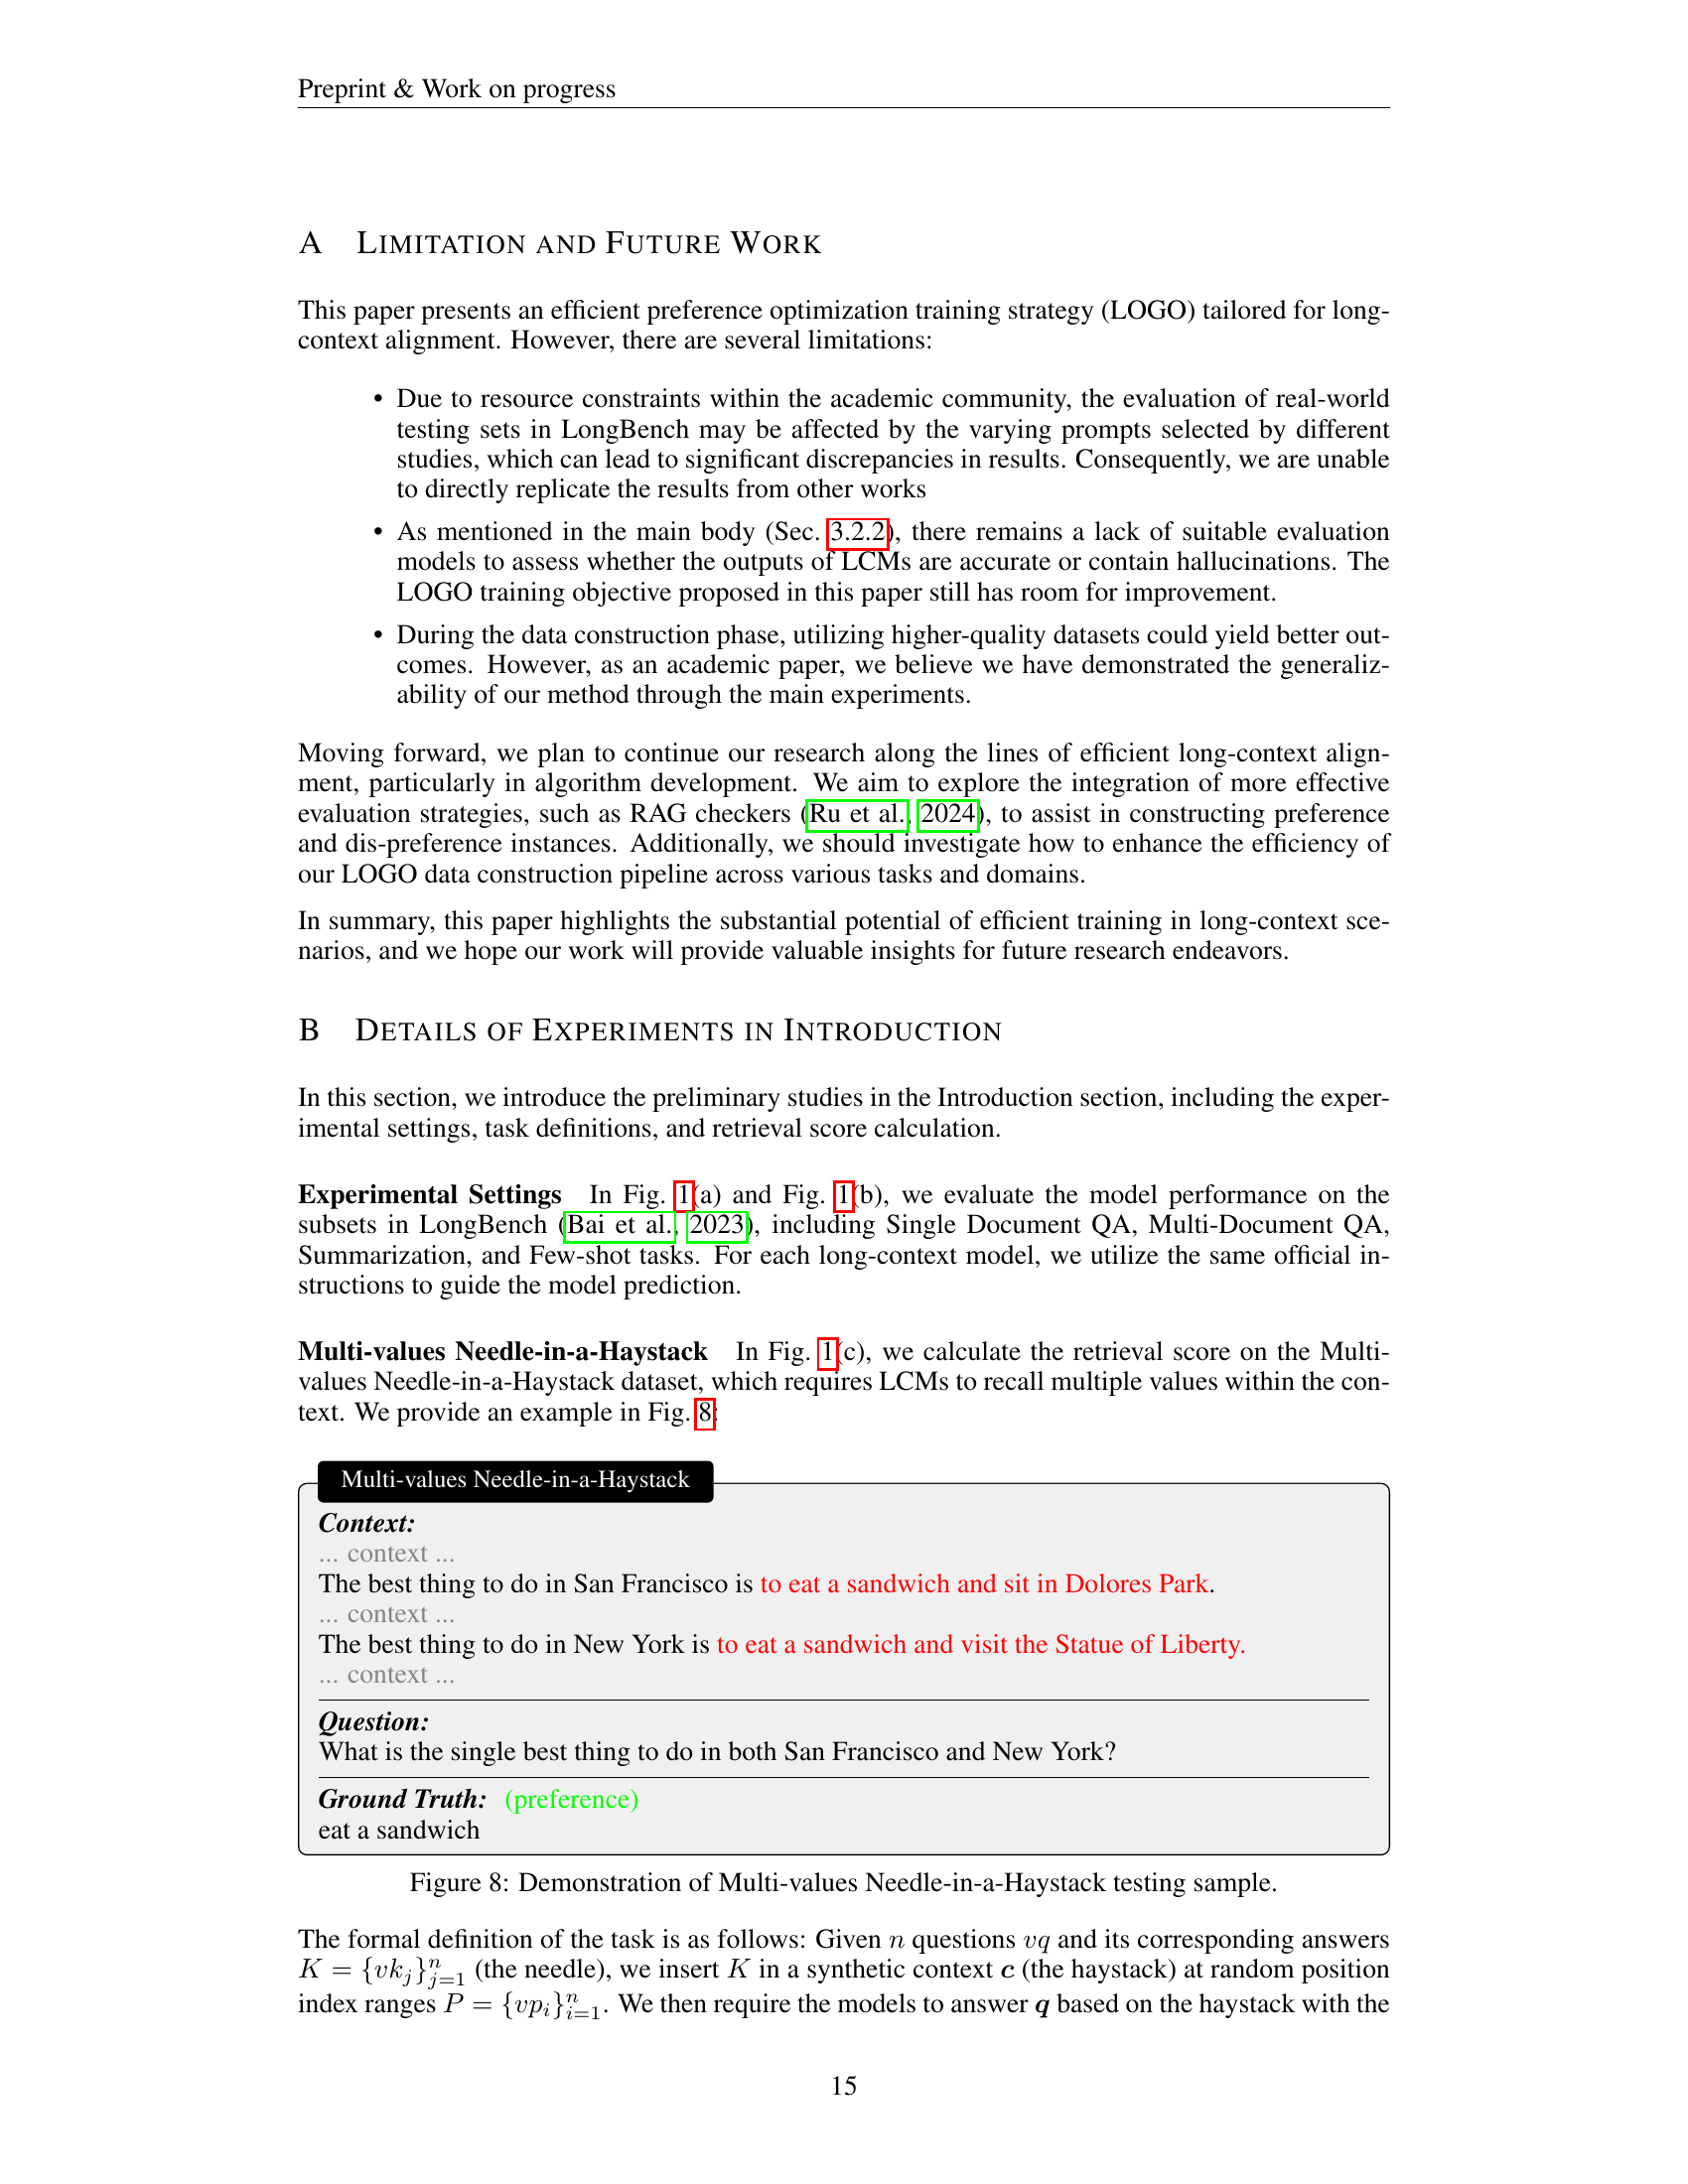 Preprint & Work on progress
A LIMITATION AND FUTURE WORK
This paper presents an efficient preference optimization training strategy (LOGO) tailored for long-
context alignment. However, there are several limitations:
• Due to resource constraints within the academic community, the evaluation of real-world
testing sets in LongBench may be affected by the varying prompts selected by different
studies, which can lead to significant discrepancies in results. Consequently, we are unable
to directly replicate the results from other works
• As mentioned in the main body (Sec. 3.2.2), there remains a lack of suitable evaluation
models to assess whether the outputs of LCMs are accurate or contain hallucinations. The
LOGO training objective proposed in this paper still has room for improvement.
• During the data construction phase, utilizing higher-quality datasets could yield better out-
comes. However, as an academic paper, we believe we have demonstrated the generaliz-
ability of our method through the main experiments.
Moving forward, we plan to continue our research along the lines of efficient long-context align-
ment, particularly in algorithm development. We aim to explore the integration of more effective
evaluation strategies, such as RAG checkers (Ru et al., 2024), to assist in constructing preference
and dis-preference instances. Additionally, we should investigate how to enhance the efficiency of
our LOGO data construction pipeline across various tasks and domains.
In summary, this paper highlights the substantial potential of efficient training in long-context sce-
narios, and we hope our work will provide valuable insights for future research endeavors.
B DETAILS OF EXPERIMENTS IN INTRODUCTION
In this section, we introduce the preliminary studies in the Introduction section, including the exper-
imental settings, task definitions, and retrieval score calculation.
Experimental Settings In Fig. 1(a) and Fig. 1(b), we evaluate the model performance on the
subsets in LongBench (Bai et al., 2023), including Single Document QA, Multi-Document QA,
Summarization, and Few-shot tasks. For each long-context model, we utilize the same official in-
structions to guide the model prediction.
Multi-values Needle-in-a-Haystack In Fig. 1(c), we calculate the retrieval score on the Multi-
values Needle-in-a-Haystack dataset, which requires LCMs to recall multiple values within the con-
text. We provide an example in Fig. 8:
Multi-values Needle-in-a-Haystack
Context:
... context ...
The best thing to do in San Francisco is to eat a sandwich and sit in Dolores Park.
... context ...
The best thing to do in New York is to eat a sandwich and visit the Statue of Liberty.
... context ...
Question:
What is the single best thing to do in both San Francisco and New York?
Ground Truth: (preference)
eat a sandwich
Figure 8: Demonstration of Multi-values Needle-in-a-Haystack testing sample.
The formal definition of the task is as follows: Given n questions vq and its corresponding answers
K = {vk_j}_{j=1}^n (the needle), we insert K in a synthetic context c (the haystack) at random position
index ranges P = {vp_i}_{i=1}^n. We then require the models to answer q based on the haystack with the
15